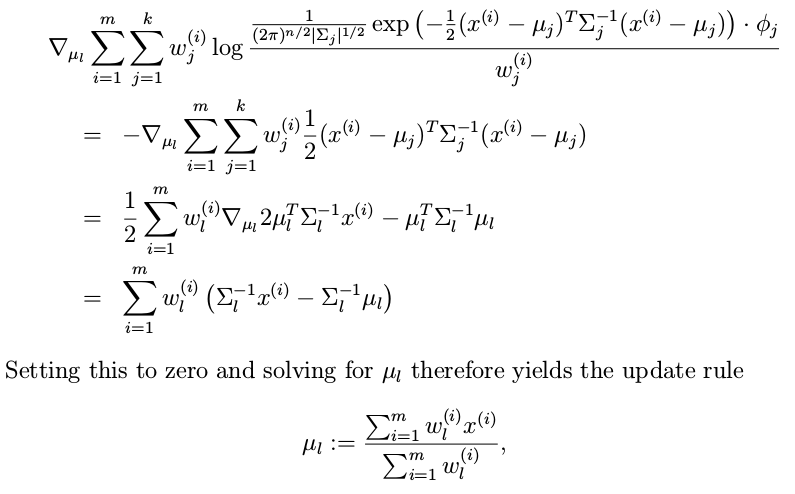 $$\nabla_{\mu_l} \sum_{i=1}^{m} \sum_{j=1}^{k} w_j^{(i)} \log \frac{\frac{1}{(2\pi)^{n/2}|\Sigma_j|^{1/2}} \exp\left(-\frac{1}{2}(x^{(i)} - \mu_j)^T \Sigma_j^{-1}(x^{(i)} - \mu_j)\right) \cdot \phi_j}{w_j^{(i)}}$$
$$= -\nabla_{\mu_l} \sum_{i=1}^{m} \sum_{j=1}^{k} w_j^{(i)} \frac{1}{2}(x^{(i)} - \mu_j)^T \Sigma_j^{-1}(x^{(i)} - \mu_j)$$
$$= \frac{1}{2} \sum_{i=1}^{m} w_l^{(i)} \nabla_{\mu_l} 2\mu_l^T \Sigma_l^{-1} x^{(i)} - \mu_l^T \Sigma_l^{-1} \mu_l$$
$$= \sum_{i=1}^{m} w_l^{(i)} \left(\Sigma_l^{-1} x^{(i)} - \Sigma_l^{-1} \mu_l\right)$$
Setting this to zero and solving for $\mu_l$ therefore yields the update rule
$$\mu_l := \frac{\sum_{i=1}^{m} w_l^{(i)} x^{(i)}}{\sum_{i=1}^{m} w_l^{(i)}},$$